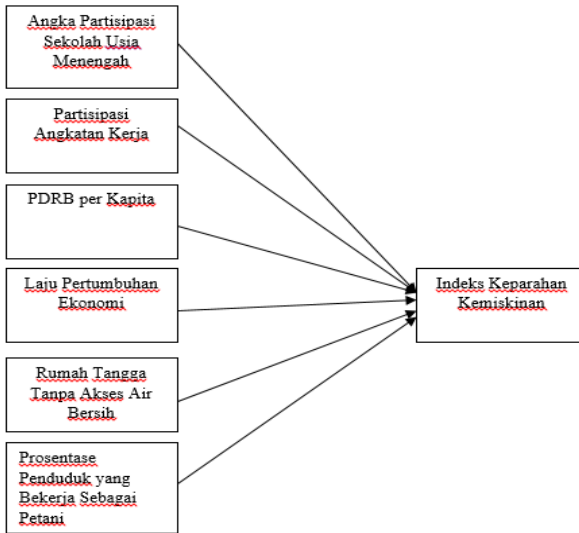 Angka Partisipasi
Sekolah Usia
Menengah
Partisipasi
Angkatan Kerja
PDRB per Kapita
Laju Pertumbuhan
Ekonomi
Indeks Keparahan
Kemiskinan
Rumah Tangga
Tanpa Akses Air
Bersih
Prosentase
Penduduk yang
Bekerja Sebagai
Petani